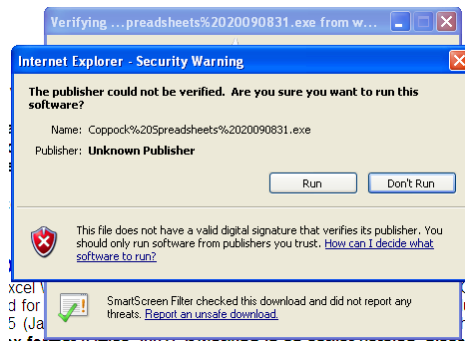 Verifying ...preadsheets%2020090831.exe from w...
Internet Explorer - Security Warning
The publisher could not be verified. Are you sure you want to run this
software?
Name: Coppock%20Spreadsheets%2020090831.exe
Publisher: Unknown Publisher
Run
Don't Run
This file does not have a valid digital signature that verifies its publisher. You
should only run software from publishers you trust. How can I decide what
software to run?
SmartScreen Filter checked this download and did not report any
threats. Report an unsafe download.
xcel
d for
5 (Ja